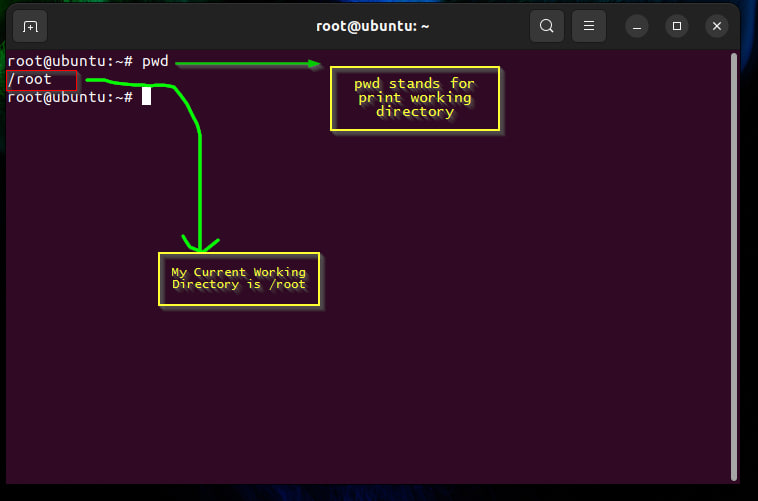 root@ubuntu: ~
root@ubuntu:~# pwd
/root
root@ubuntu:~#
pwd stands for
print working
directory
My Current Working
Directory is /root